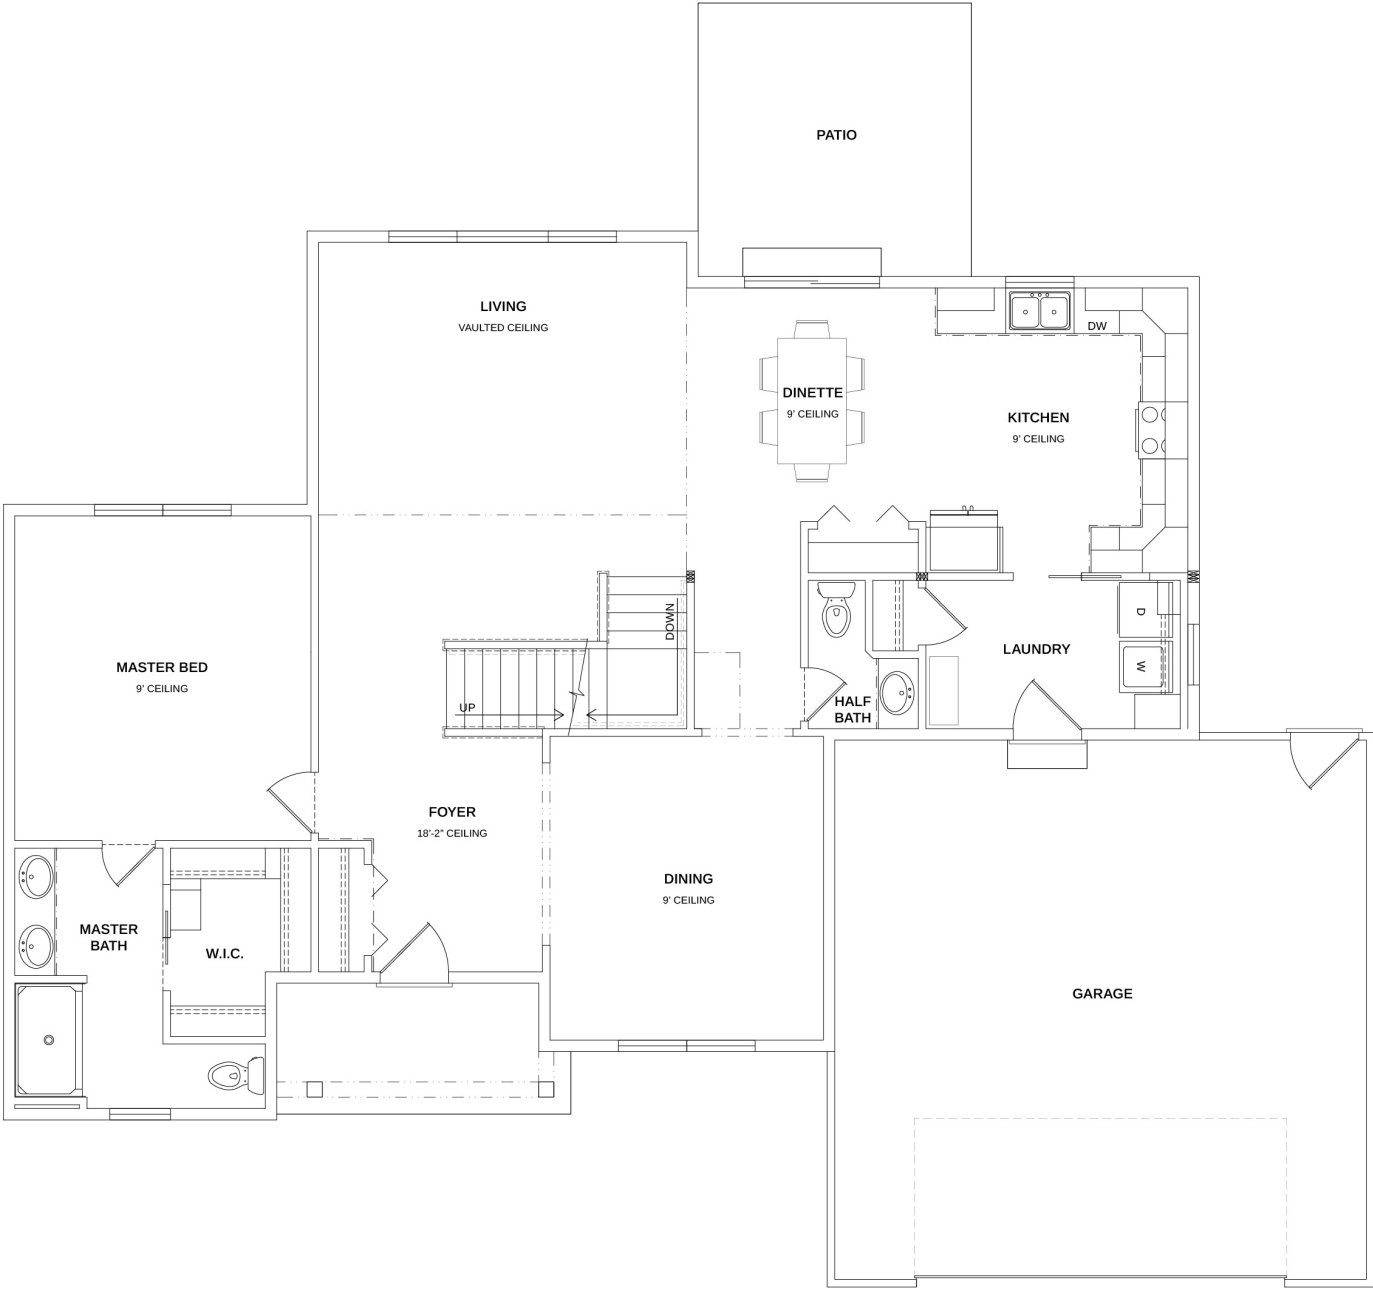 PATIO
LIVING
VAULTED CEILING
DW
DINETTE
9' CEILING
KITCHEN
9' CEILING
DOWN
D
MASTER BED
9' CEILING
LAUNDRY
W
UP
HALF
BATH
FOYER
18'-2" CEILING
DINING
9' CEILING
MASTER
BATH
W.I.C.
GARAGE